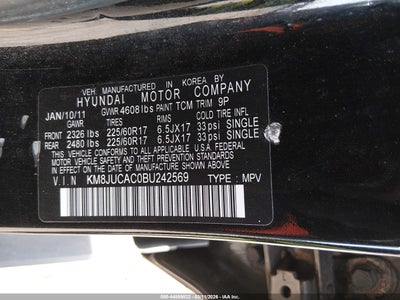 VEH. MANUFACTURED IN KOREA BY
HYUNDAI MOTOR COMPANY
JAN/10/11 GVWR 4608lbs PAINT TCM TRIM 9P
GAWR TIRES RIMS COLD TIRE INFL
FRONT 2326 lbs 225/60R17 6.5JX17 33psi SINGLE
REAR 2480 lbs 225/60R17 6.5JX17 33psi SINGLE
THIS VEHICLE CONFORMS TO ALL APPLICABLE U.S.A. FEDERAL
MOTOR VEHICLE SAFETY, BUMPER, AND THEFT PREVENTION
STANDARDS IN EFFECT ON THE DATE OF
MANUFACTURE SHOWN ABOVE.
V.I.N KM8JUCAC0BU242569 TYPE : MPV